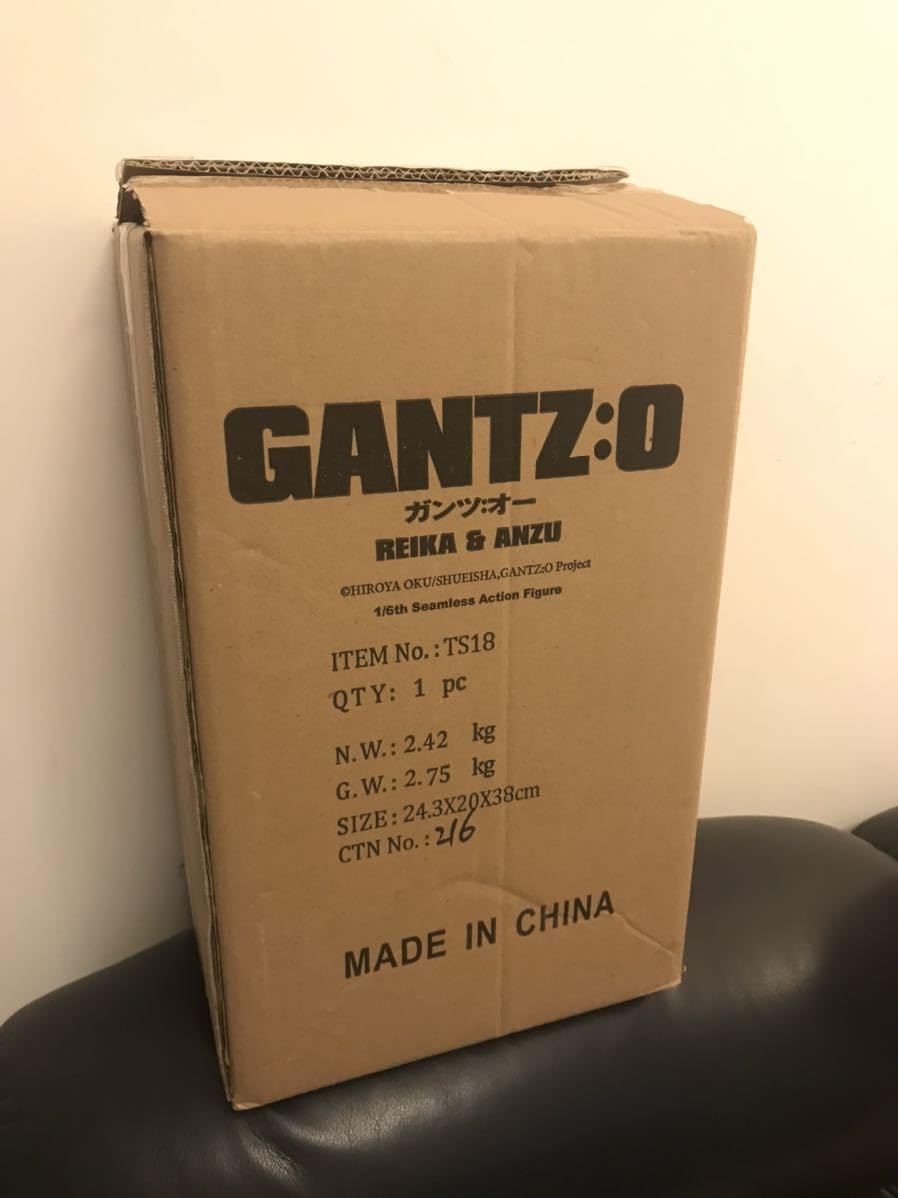 GANTZ:O
ガンツ:オー
REIKA & ANZU
©HIROYA OKU/SHUEISHA,GANTZ:O Project
1/6th Seamless Action Figure
ITEM No.:TS18
QTY: 1 pc
N.W.: 2.42 kg
G.W.: 2.75 kg
SIZE: 24.3X20X38cm
CTN No.: 216
MADE IN CHINA